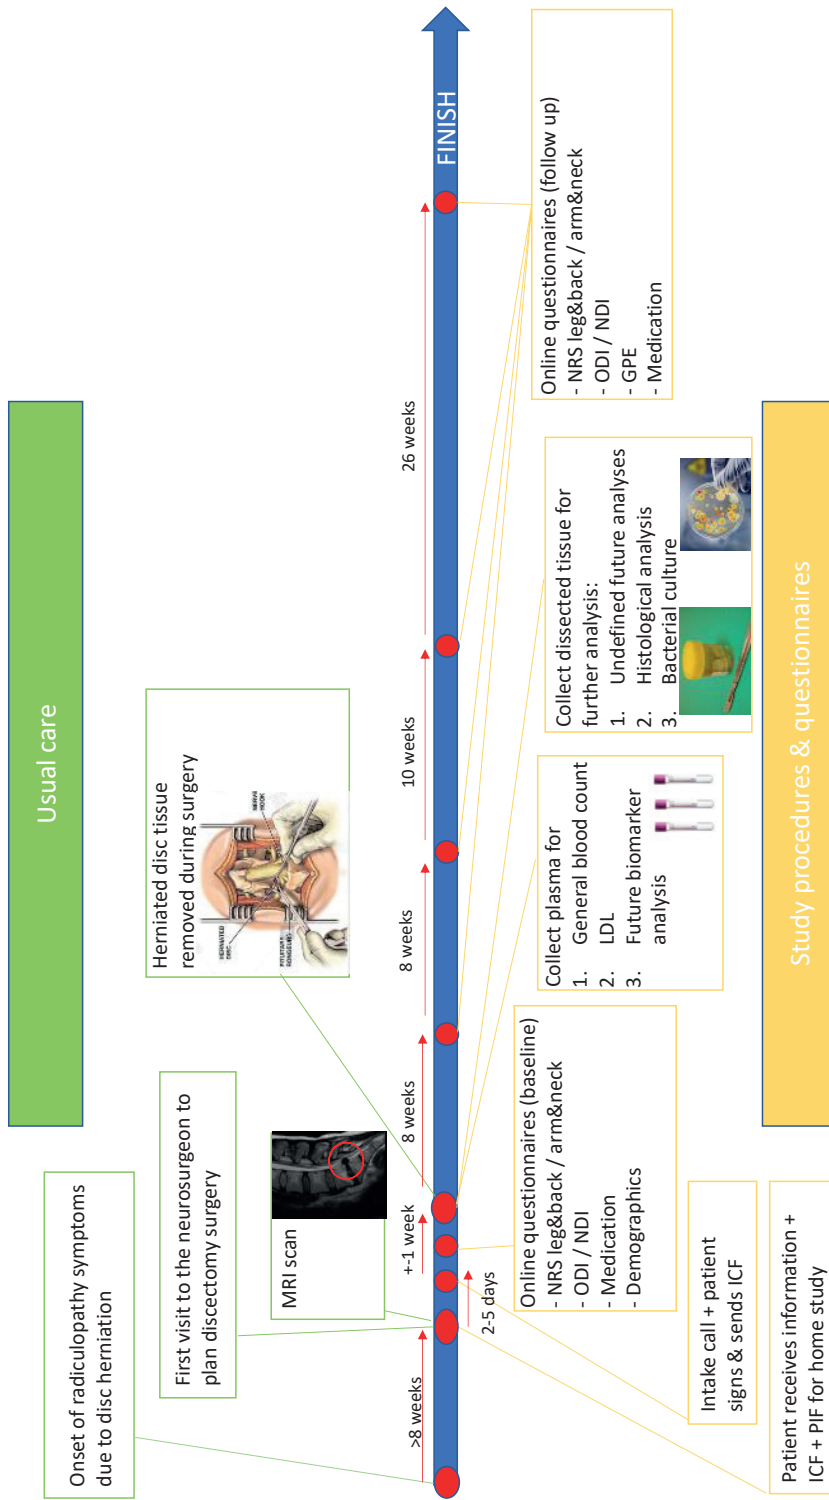 Usual care
Onset of radiculopathy symptoms
due to disc herniation
First visit to the neurosurgeon to
plan discectomy surgery
MRI scan
Herniated disc tissue
removed during surgery
HERNIATED
DISC
PITUITARY
RONGEURS
NERVE
HOOK
>8 weeks
+-1 week
8 weeks
8 weeks
10 weeks
26 weeks
2-5 days
FINISH
Patient receives information +
ICF + PIF for home study
Intake call + patient
signs & sends ICF
Online questionnaires (baseline)
- NRS leg&back / arm&neck
- ODI / NDI
- Medication
- Demographics
Collect plasma for
1. General blood count
2. LDL
3. Future biomarker
analysis
Collect dissected tissue for
further analysis:
1. Undefined future analyses
2. Histological analysis
3. Bacterial culture
Online questionnaires (follow up)
- NRS leg&back / arm&neck
- ODI / NDI
- GPE
- Medication
Study procedures & questionnaires